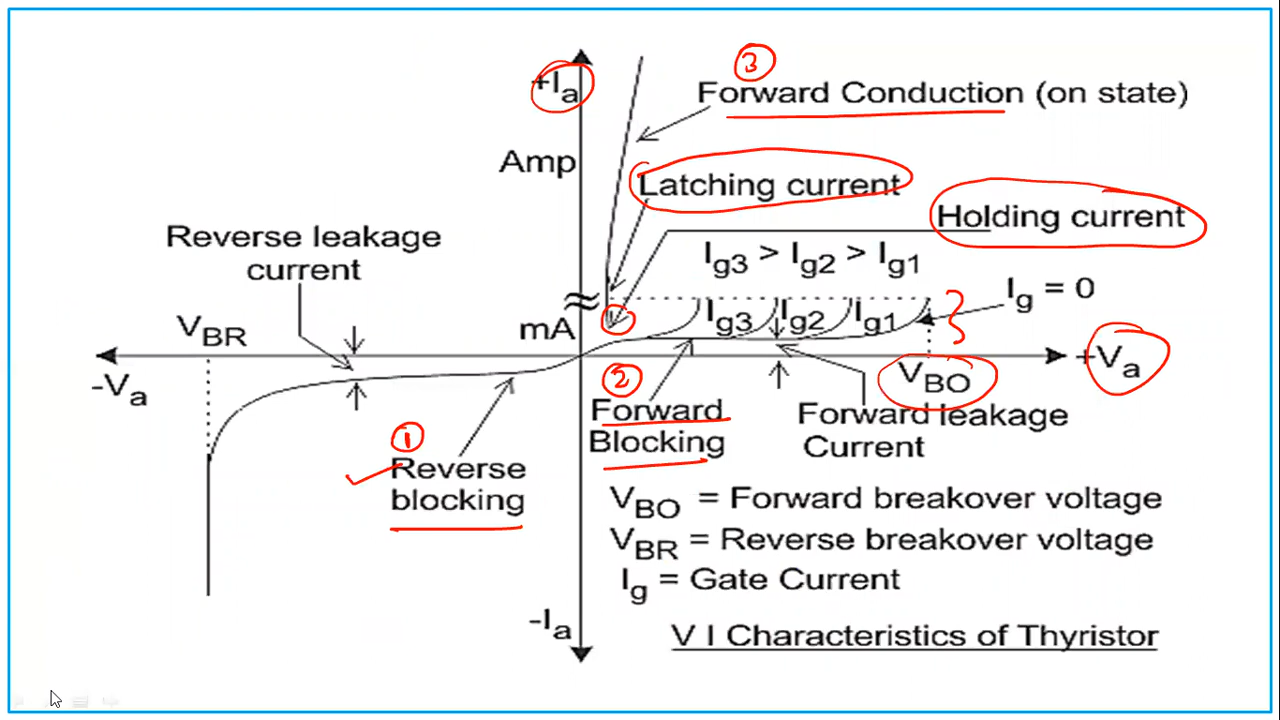 ③
+Ia
Forward Conduction (on state)
Amp
Latching current
Holding current
Reverse leakage
current
Ig3 > Ig2 > Ig1
Ig = 0
VBR
mA
Ig3
Ig2
Ig1
-Va
+Va
②
VBO
Forward
Blocking
Forward leakage
Current
①
Reverse
blocking
VBO = Forward breakover voltage
VBR = Reverse breakover voltage
Ig = Gate Current
-Ia
V I Characteristics of Thyristor